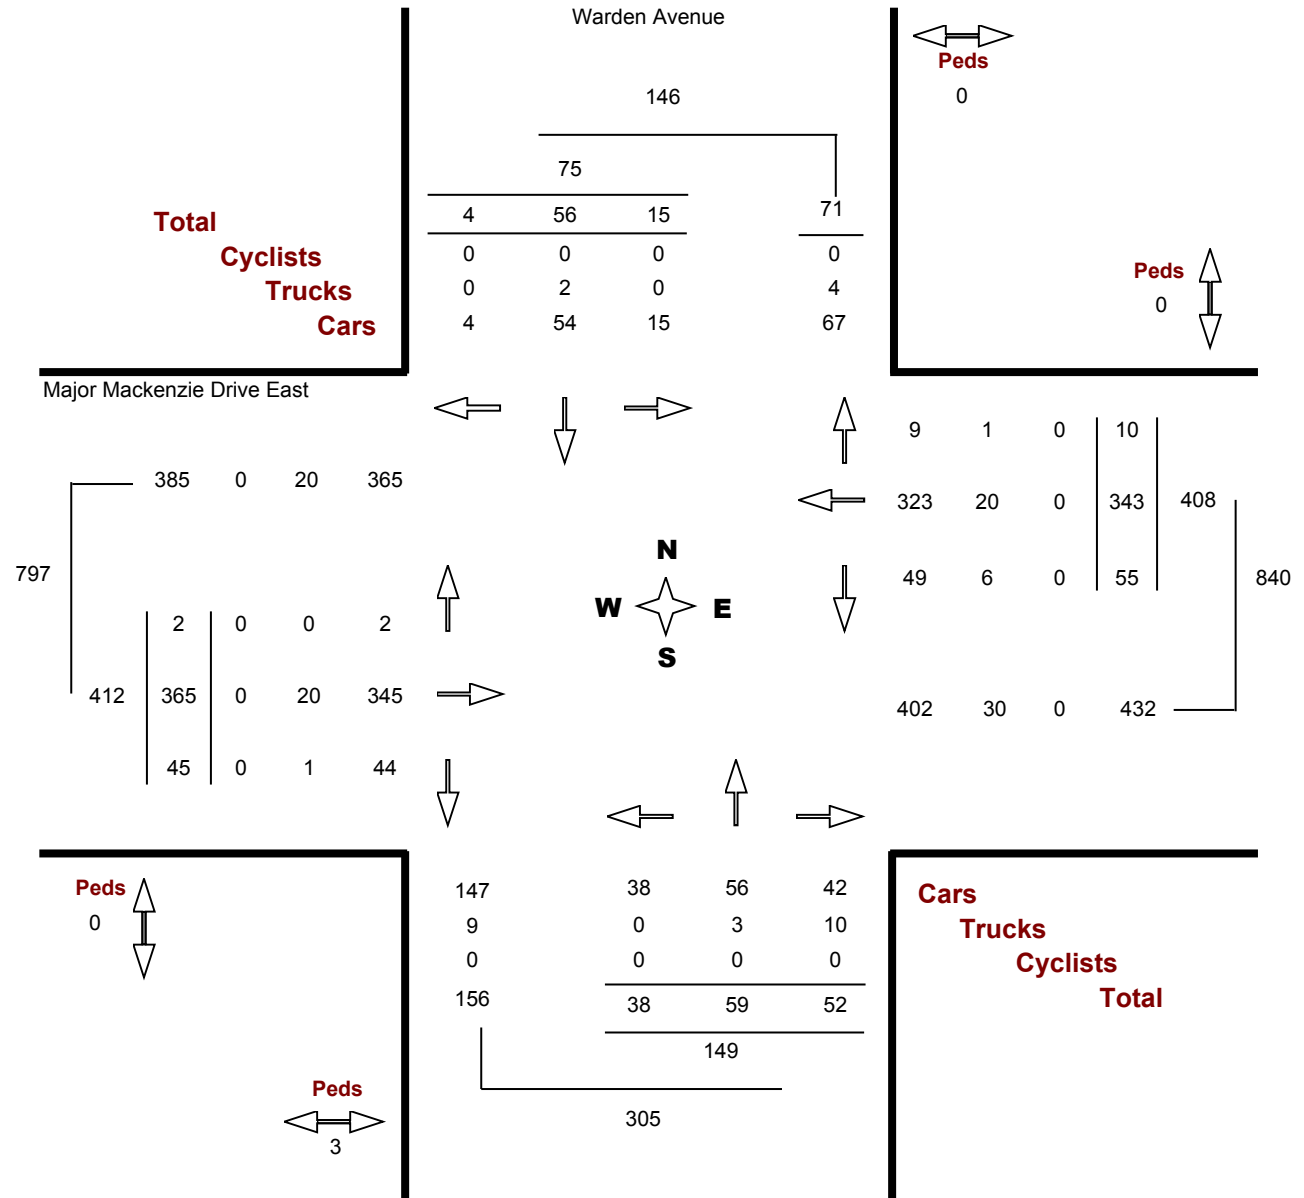 Warden Avenue
Peds
0
146
75
Total 4 56 15 71
Cyclists 0 0 0 0
Trucks 0 2 0 4
Cars 4 54 15 67
Peds
0
Major Mackenzie Drive East
9 1 0 10
385 0 20 365
323 20 0 343 408
N
797
W E
49 6 0 55 840
2 0 0 2
S
412 365 0 20 345
402 30 0 432
45 0 1 44
Peds
0
147 38 56 42
9 0 3 10
0 0 0 0
156 38 59 52
149
305
Cars
Trucks
Cyclists
Total
Peds
3